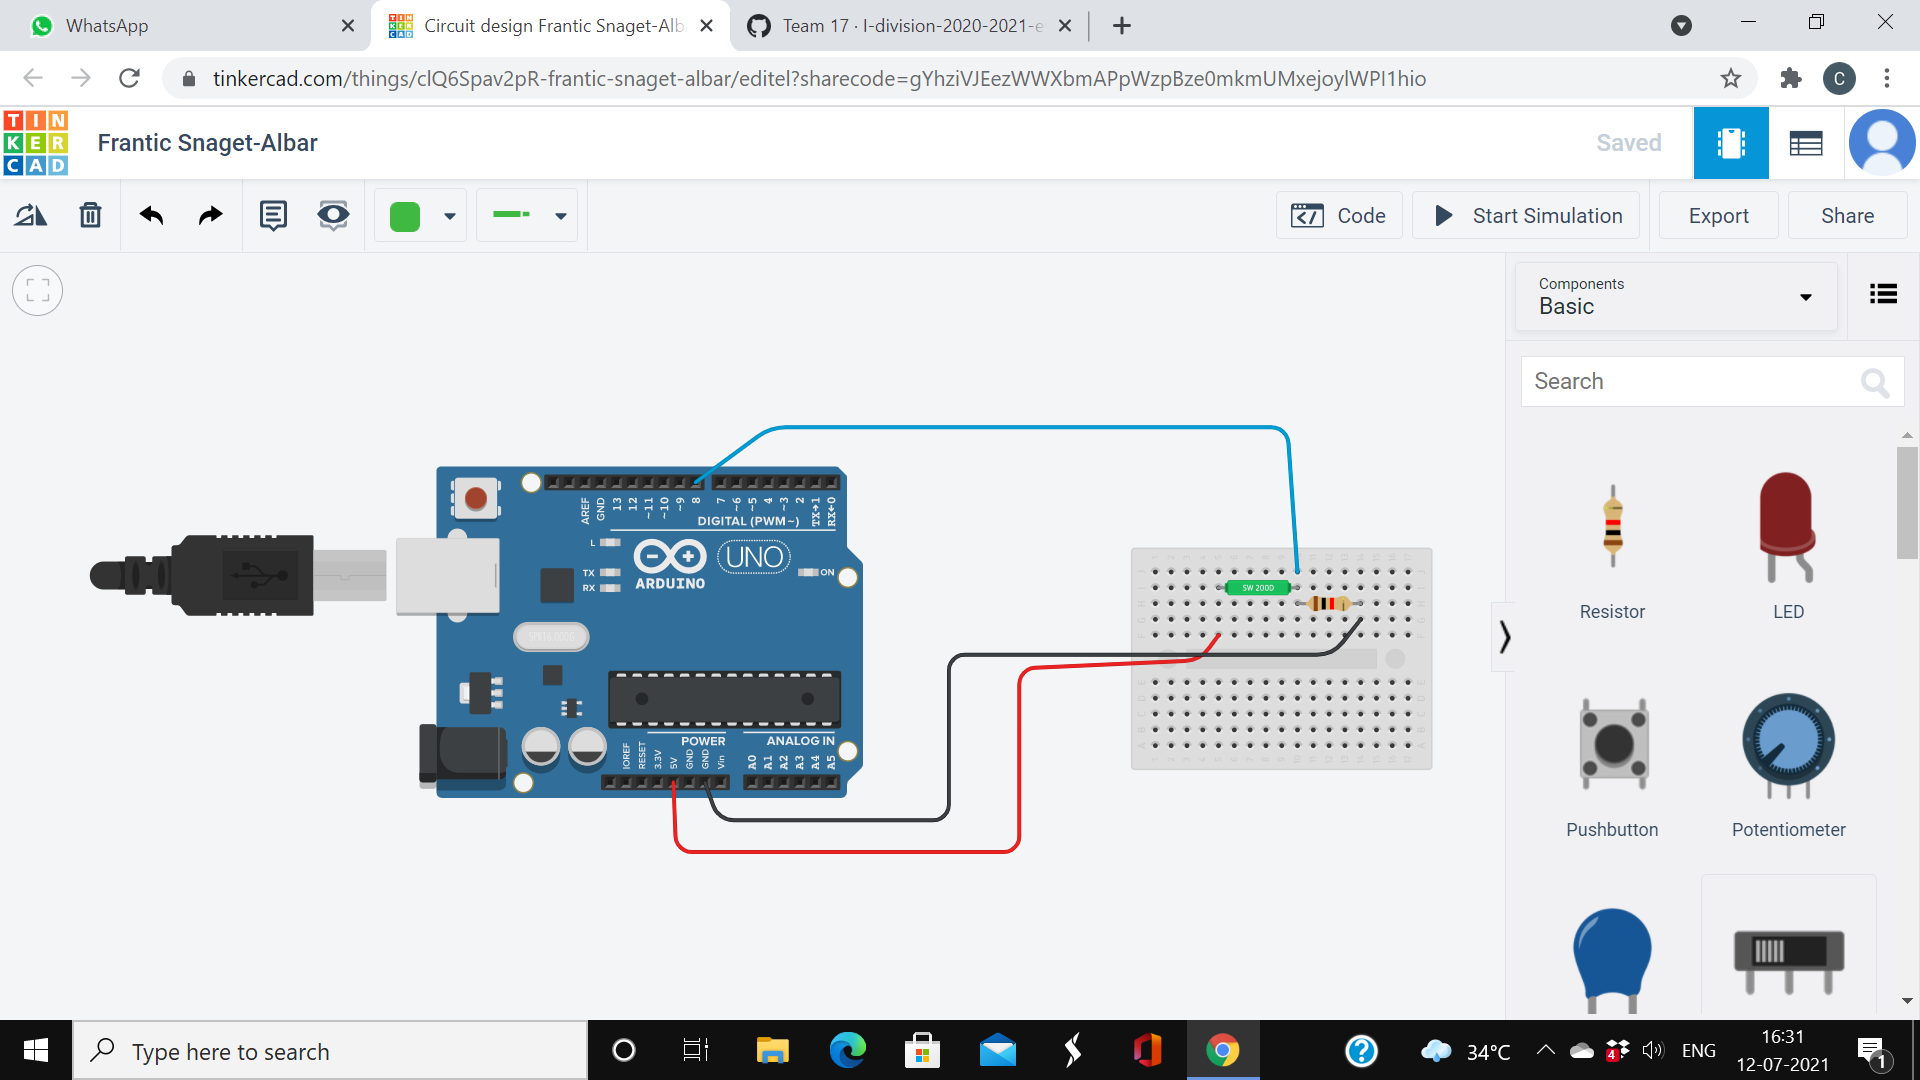 WhatsApp
Circuit design Frantic Snaget-Alb
Team 17 · I-division-2020-2021-e
tinkercad.com/things/clQ6Spav2pR-frantic-snaget-albar/editel?sharecode=gYhziVJEezWWXbmAPpWzpBze0mkmUMxejoylWPI1hio
C
TIN
KER
CAD
Frantic Snaget-Albar
Saved
Code
Start Simulation
Export
Share
Components
Basic
Search
AREF
GND
13
12
~11
~10
~9
8
7
~6
~5
4
~3
2
TX→1
RX←0
DIGITAL (PWM~)
L
TX
RX
ARDUINO
UNO
ON
SW 200D
POWER
ANALOG IN
IOREF
RESET
3.3V
5V
GND
GND
Vin
A0
A1
A2
A3
A4
A5
Resistor
LED
Pushbutton
Potentiometer
Type here to search
34°C
4
ENG
16:31
12-07-2021
1